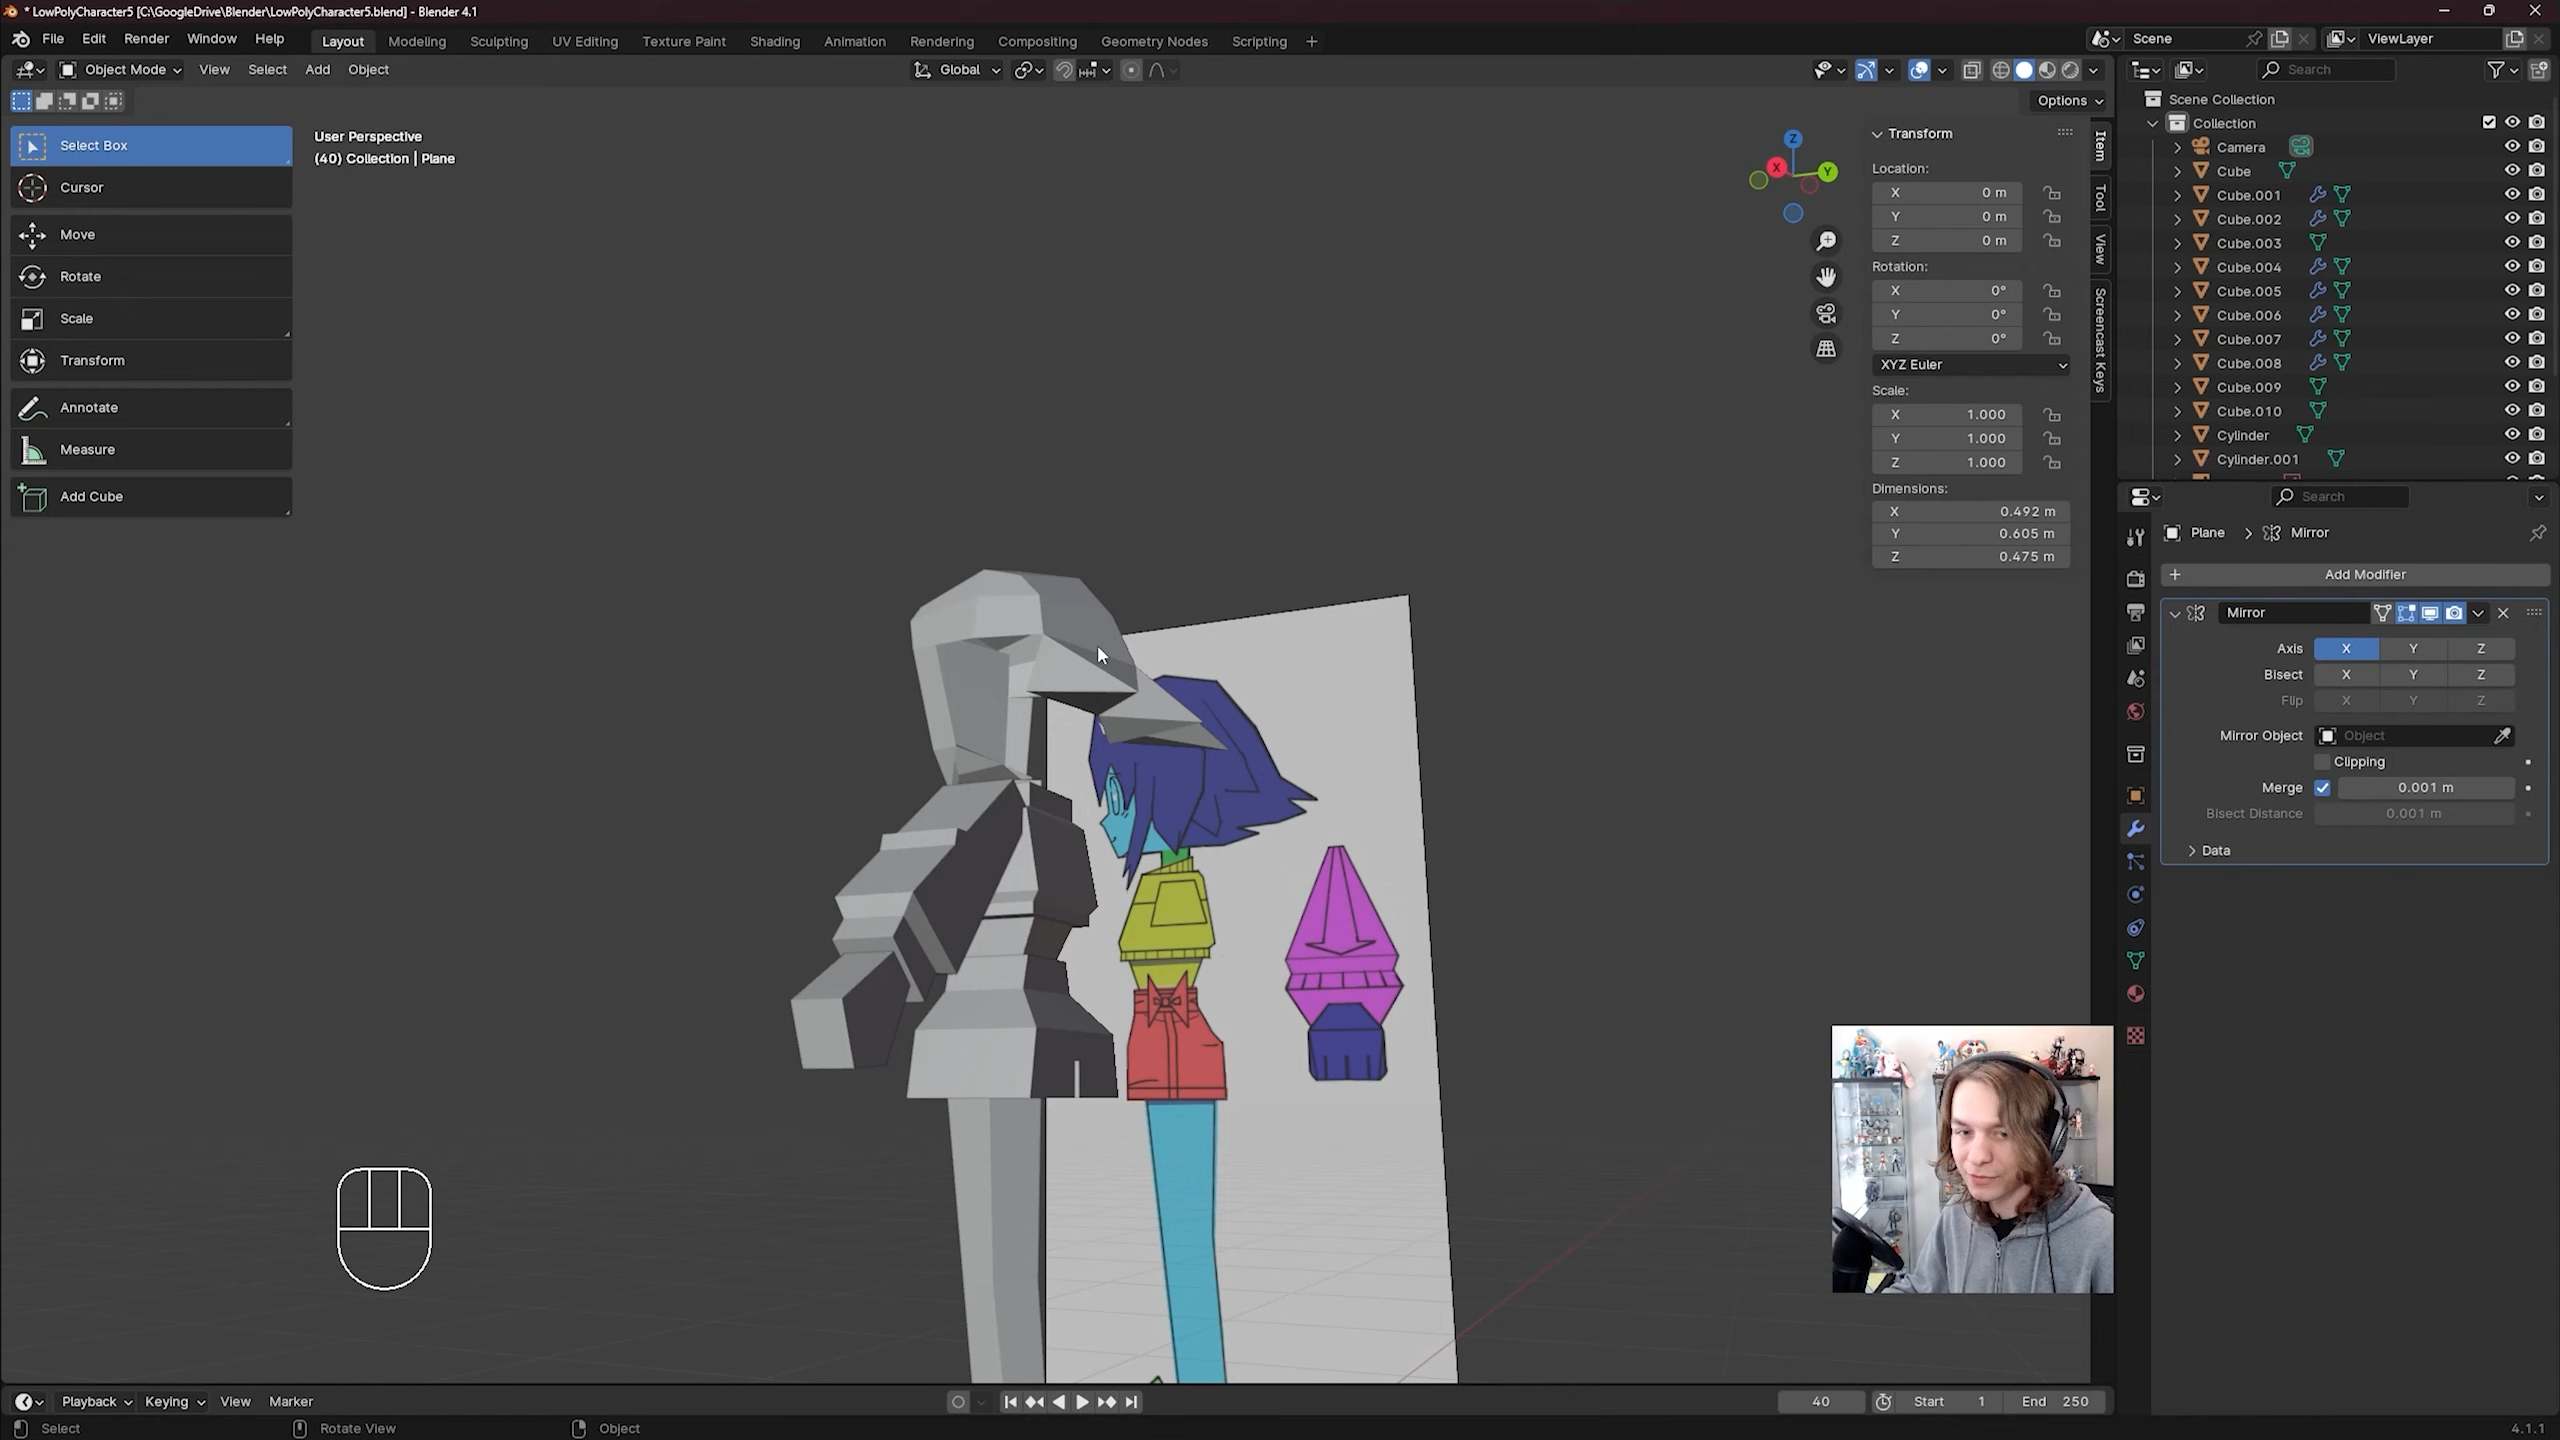 * LowPolyCharacter5 [C:\GoogleDrive\Blender\LowPolyCharacter5.blend] - Blender 4.1
File Edit Render Window Help Layout Modeling Sculpting UV Editing Texture Paint Shading Animation Rendering Compositing Geometry Nodes Scripting + Scene ViewLayer
Object Mode View Select Add Object Global Search
Options
User Perspective
(40) Collection | Plane
Select Box
Cursor
Move
Rotate
Scale
Transform
Annotate
Measure
Add Cube
Z
X
Y
Transform
Location:
X 0 m
Y 0 m
Z 0 m
Rotation:
X 0°
Y 0°
Z 0°
XYZ Euler
Scale:
X 1.000
Y 1.000
Z 1.000
Dimensions:
X 0.492 m
Y 0.605 m
Z 0.475 m
Item
Tool
View
Screencast Keys
Scene Collection
Collection
Camera
Cube
Cube.001
Cube.002
Cube.003
Cube.004
Cube.005
Cube.006
Cube.007
Cube.008
Cube.009
Cube.010
Cylinder
Cylinder.001
Search
Plane > Mirror
+ Add Modifier
Mirror
Axis X Y Z
Bisect X Y Z
Flip X Y Z
Mirror Object Object
Clipping
Merge 0.001 m
Bisect Distance 0.001 m
Data
Playback Keying View Marker 40 Start 1 End 250
Select Rotate View Object 4.1.1